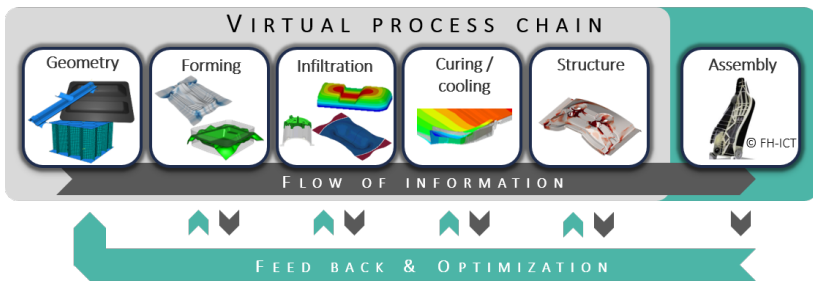 VIRTUAL PROCESS CHAIN
Geometry
Forming
Infiltration
Curing /
cooling
Structure
Assembly
© FH-ICT
FLOW OF INFORMATION
FEED BACK & OPTIMIZATION